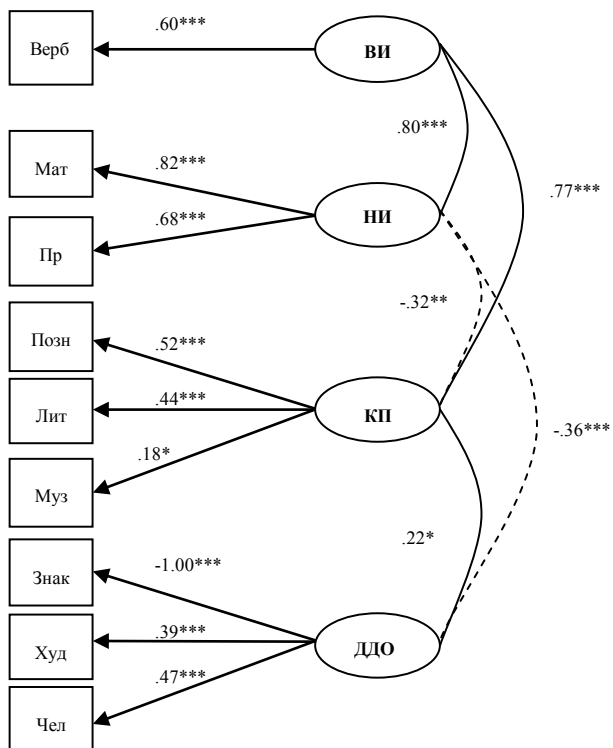 .60***
Верб
ВИ
.80***
Мат
.82***
.77***
.68***
НИ
Пр
-.32**
Позн
.52***
Лит
.44***
КП
-.36***
.18*
Муз
.22*
Знак
-1.00***
Худ
.39***
ДДО
.47***
Чел